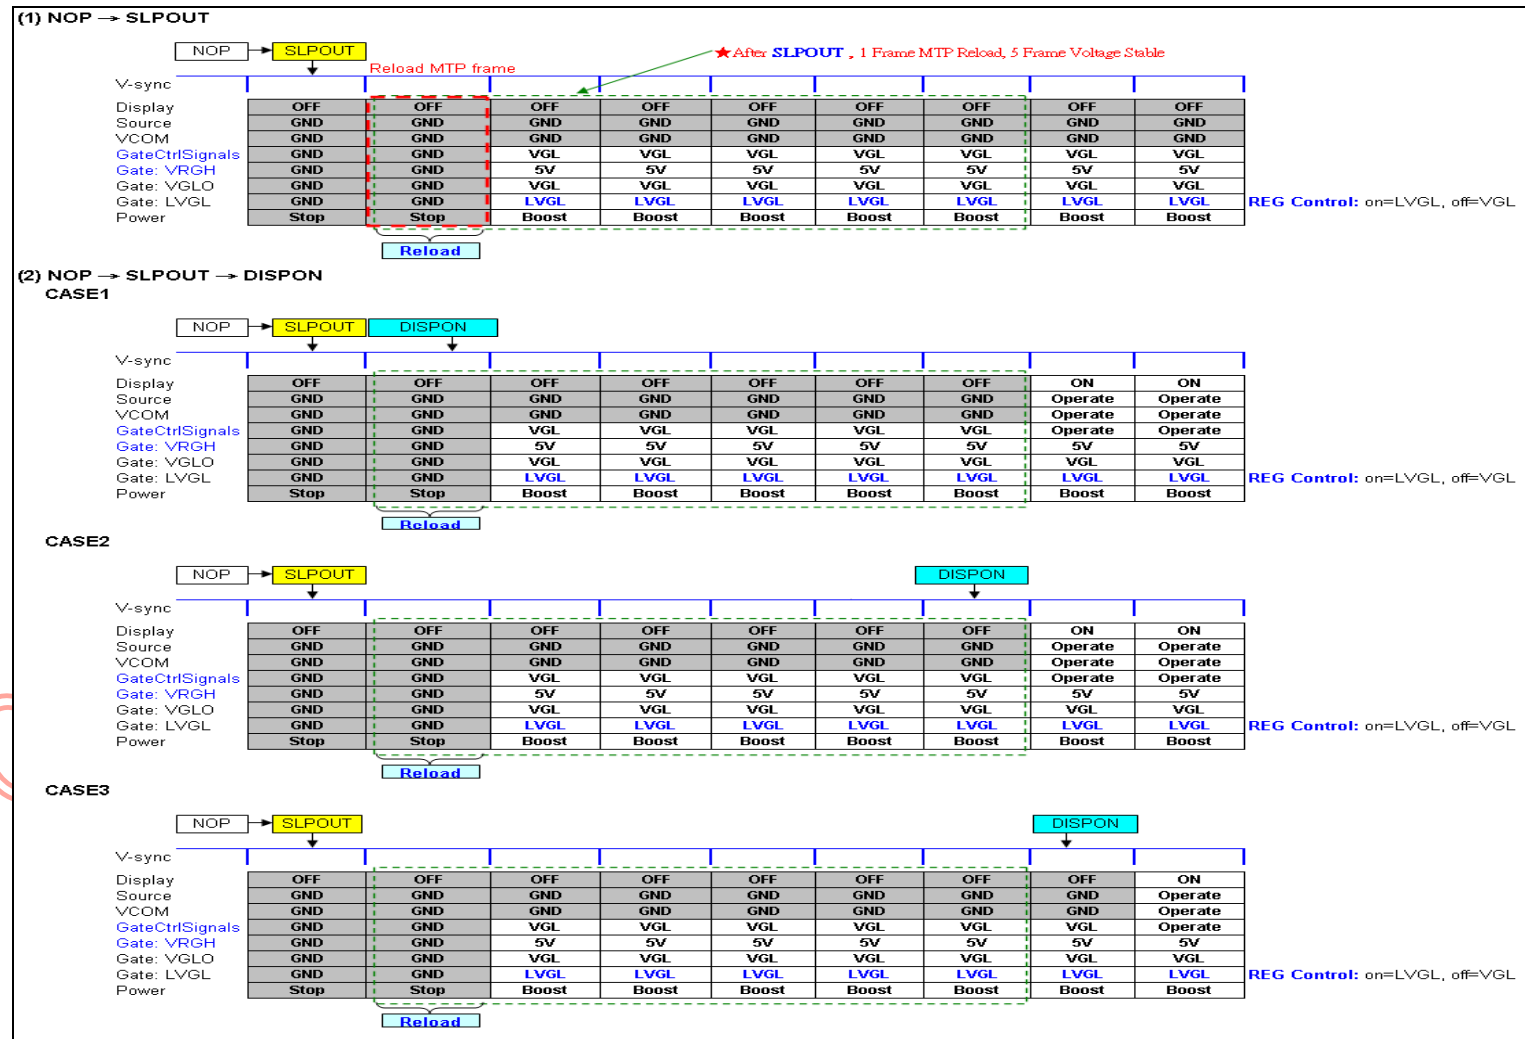 (1) NOP → SLPOUT
NOP SLPOUT
★After SLPOUT , 1 Frame MTP Reload, 5 Frame Voltage Stable
Reload MTP frame
V-sync
Display OFF OFF OFF OFF OFF OFF OFF OFF OFF
Source GND GND GND GND GND GND GND GND GND
VCOM GND GND GND GND GND GND GND GND GND
GateCtrlSignals GND GND VGL VGL VGL VGL VGL VGL VGL
Gate: VRGH GND GND 5V 5V 5V 5V 5V 5V 5V
Gate: VGLO GND GND VGL VGL VGL VGL VGL VGL VGL
Gate: LVGL GND GND LVGL LVGL LVGL LVGL LVGL LVGL LVGL REG Control: on=LVGL, off=VGL
Power Stop Stop Boost Boost Boost Boost Boost Boost Boost
Reload
(2) NOP → SLPOUT → DISPON
CASE1
NOP SLPOUT DISPON
V-sync
Display OFF OFF OFF OFF OFF OFF OFF ON ON
Source GND GND GND GND GND GND GND Operate Operate
VCOM GND GND GND GND GND GND GND Operate Operate
GateCtrlSignals GND GND VGL VGL VGL VGL VGL Operate Operate
Gate: VRGH GND GND 5V 5V 5V 5V 5V 5V 5V
Gate: VGLO GND GND VGL VGL VGL VGL VGL VGL VGL
Gate: LVGL GND GND LVGL LVGL LVGL LVGL LVGL LVGL LVGL REG Control: on=LVGL, off=VGL
Power Stop Stop Boost Boost Boost Boost Boost Boost Boost
Reload
CASE2
NOP SLPOUT DISPON
V-sync
Display OFF OFF OFF OFF OFF OFF OFF ON ON
Source GND GND GND GND GND GND GND Operate Operate
VCOM GND GND GND GND GND GND GND Operate Operate
GateCtrlSignals GND GND VGL VGL VGL VGL VGL Operate Operate
Gate: VRGH GND GND 5V 5V 5V 5V 5V 5V 5V
Gate: VGLO GND GND VGL VGL VGL VGL VGL VGL VGL
Gate: LVGL GND GND LVGL LVGL LVGL LVGL LVGL LVGL LVGL REG Control: on=LVGL, off=VGL
Power Stop Stop Boost Boost Boost Boost Boost Boost Boost
Reload
CASE3
NOP SLPOUT DISPON
V-sync
Display OFF OFF OFF OFF OFF OFF OFF OFF ON
Source GND GND GND GND GND GND GND GND Operate
VCOM GND GND GND GND GND GND GND GND Operate
GateCtrlSignals GND GND VGL VGL VGL VGL VGL VGL Operate
Gate: VRGH GND GND 5V 5V 5V 5V 5V 5V 5V
Gate: VGLO GND GND VGL VGL VGL VGL VGL VGL VGL
Gate: LVGL GND GND LVGL LVGL LVGL LVGL LVGL LVGL LVGL REG Control: on=LVGL, off=VGL
Power Stop Stop Boost Boost Boost Boost Boost Boost Boost
Reload